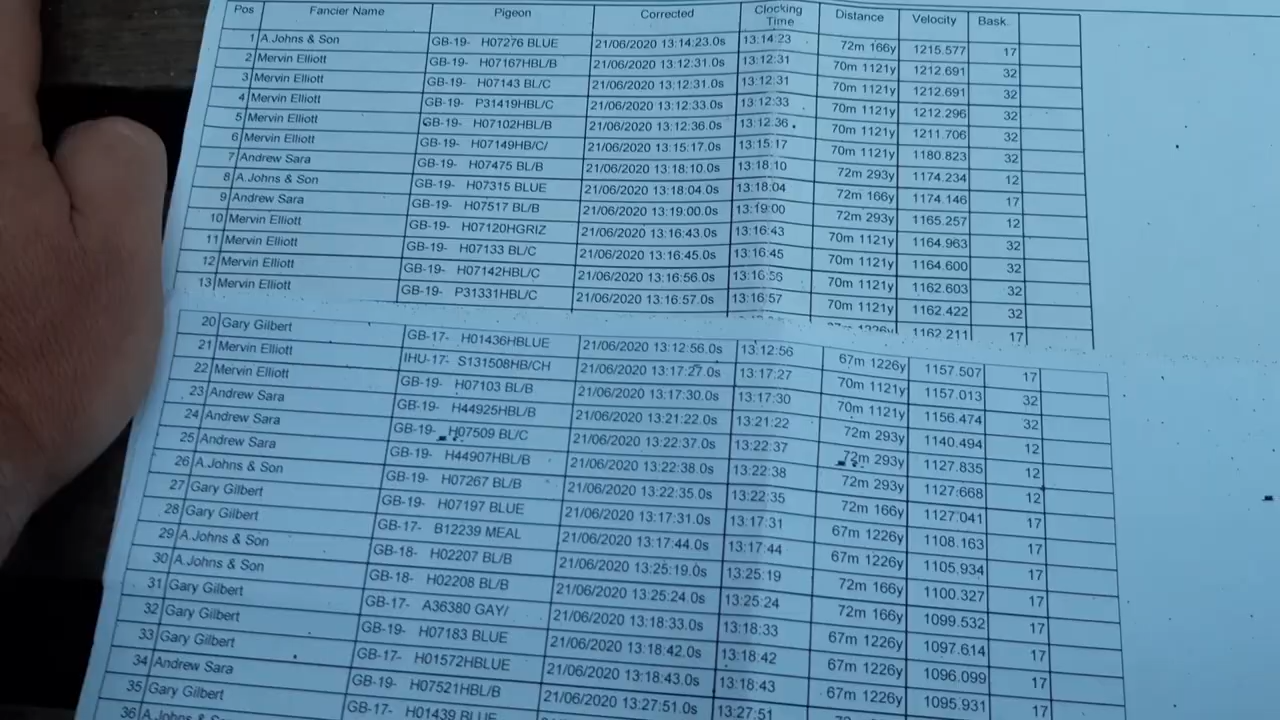 Pos Fancier Name Pigeon Corrected Clocking Time Distance Velocity Bask.
1 A.Johns & Son GB-19- H07276 BLUE 21/06/2020 13:14:23.0s 13:14:23 72m 166y 1215.577 17
2 Mervin Elliott GB-19- H07167HBL/B 21/06/2020 13:12:31.0s 13:12:31 70m 1121y 1212.691 32
3 Mervin Elliott GB-19- H07143 BL/C 21/06/2020 13:12:31.0s 13:12:31 70m 1121y 1212.691 32
4 Mervin Elliott GB-19- P31419HBL/C 21/06/2020 13:12:33.0s 13:12:33 70m 1121y 1212.296 32
5 Mervin Elliott GB-19- H07102HBL/B 21/06/2020 13:12:36.0s 13:12:36 70m 1121y 1211.706 32
6 Mervin Elliott GB-19- H07149HB/C/ 21/06/2020 13:15:17.0s 13:15:17 70m 1121y 1180.823 32
7 Andrew Sara GB-19- H07475 BL/B 21/06/2020 13:18:10.0s 13:18:10 72m 293y 1174.234 12
8 A.Johns & Son GB-19- H07315 BLUE 21/06/2020 13:18:04.0s 13:18:04 72m 166y 1174.146 17
9 Andrew Sara GB-19- H07517 BL/B 21/06/2020 13:19:00.0s 13:19:00 72m 293y 1165.257 12
10 Mervin Elliott GB-19- H07120HGRIZ 21/06/2020 13:16:43.0s 13:16:43 70m 1121y 1164.963 32
11 Mervin Elliott GB-19- H07133 BL/C 21/06/2020 13:16:45.0s 13:16:45 70m 1121y 1164.600 32
12 Mervin Elliott GB-19- H07142HBL/C 21/06/2020 13:16:56.0s 13:16:56 70m 1121y 1162.603 32
13 Mervin Elliott GB-19- P31331HBL/C 21/06/2020 13:16:57.0s 13:16:57 70m 1121y 1162.422 32
1162.211 17
20 Gary Gilbert GB-17- H01436HBLUE 21/06/2020 13:12:56.0s 13:12:56 67m 1226y 1157.507 17
21 Mervin Elliott IHU-17- S131508HB/CH 21/06/2020 13:17:27.0s 13:17:27 70m 1121y 1157.013 32
22 Mervin Elliott GB-19- H07103 BL/B 21/06/2020 13:17:30.0s 13:17:30 70m 1121y 1156.474 32
23 Andrew Sara GB-19- H44925HBL/B 21/06/2020 13:21:22.0s 13:21:22 72m 293y 1140.494 12
24 Andrew Sara GB-19- H07509 BL/C 21/06/2020 13:22:37.0s 13:22:37 72m 293y 1127.835 12
25 Andrew Sara GB-19- H44907HBL/B 21/06/2020 13:22:38.0s 13:22:38 72m 293y 1127.668 12
26 A.Johns & Son GB-19- H07267 BL/B 21/06/2020 13:22:35.0s 13:22:35 72m 166y 1127.041 17
27 Gary Gilbert GB-19- H07197 BLUE 21/06/2020 13:17:31.0s 13:17:31 67m 1226y 1108.163 17
28 Gary Gilbert GB-17- B12239 MEAL 21/06/2020 13:17:44.0s 13:17:44 67m 1226y 1105.934 17
29 A.Johns & Son GB-18- H02207 BL/B 21/06/2020 13:25:19.0s 13:25:19 72m 166y 1100.327 17
30 A.Johns & Son GB-18- H02208 BL/B 21/06/2020 13:25:24.0s 13:25:24 72m 166y 1099.532 17
31 Gary Gilbert GB-17- A36380 GAY/ 21/06/2020 13:18:33.0s 13:18:33 67m 1226y 1097.614 17
32 Gary Gilbert GB-19- H07183 BLUE 21/06/2020 13:18:42.0s 13:18:42 67m 1226y 1096.099 17
33 Gary Gilbert GB-17- H01572HBLUE 21/06/2020 13:18:43.0s 13:18:43 67m 1226y 1095.931 17
34 Andrew Sara GB-19- H07521HBL/B 21/06/2020 13:27:51.0s 13:27:51
35 Gary Gilbert GB-17- H01439 BLUE
36 A.Johns & Son